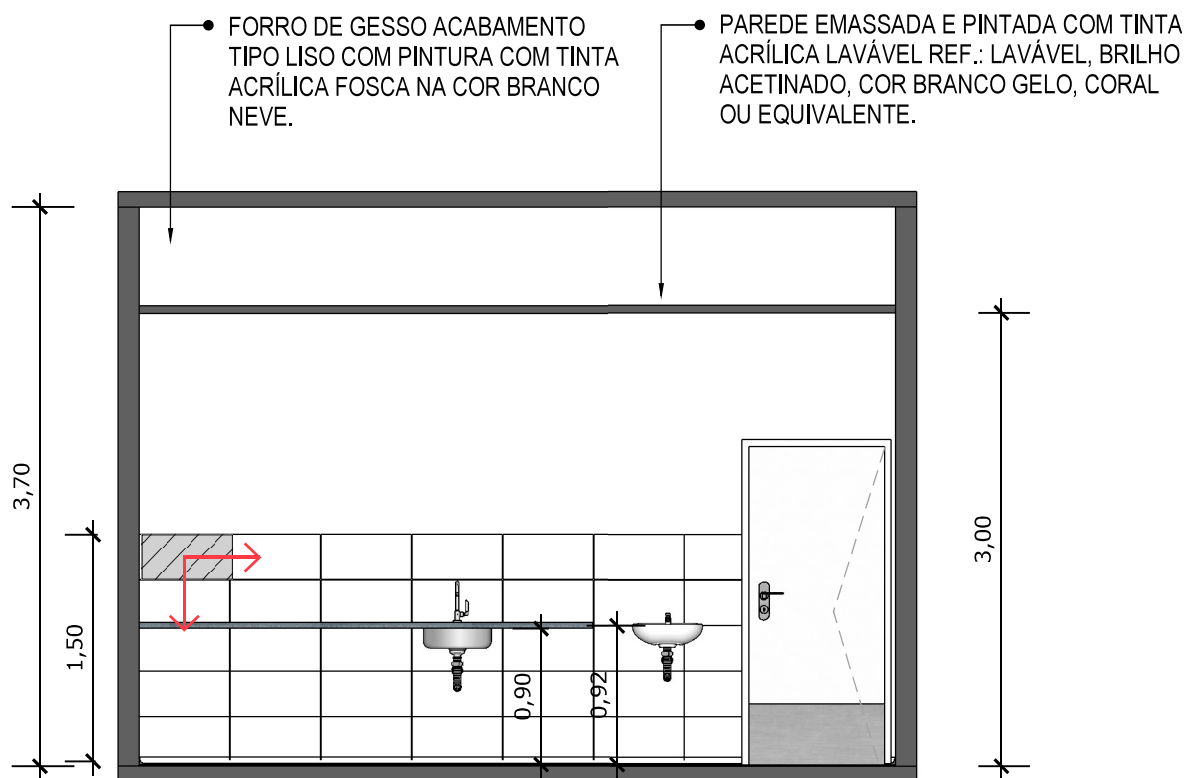 FORRO DE GESSO ACABAMENTO
TIPO LISO COM PINTURA COM TINTA
ACRÍLICA FOSCA NA COR BRANCO
NEVE.
PAREDE EMASSADA E PINTADA COM TINTA
ACRÍLICA LAVÁVEL REF.: LAVÁVEL, BRILHO
ACETINADO, COR BRANCO GELO, CORAL
OU EQUIVALENTE.
3,70
1,50
0,90
0,92
3,00